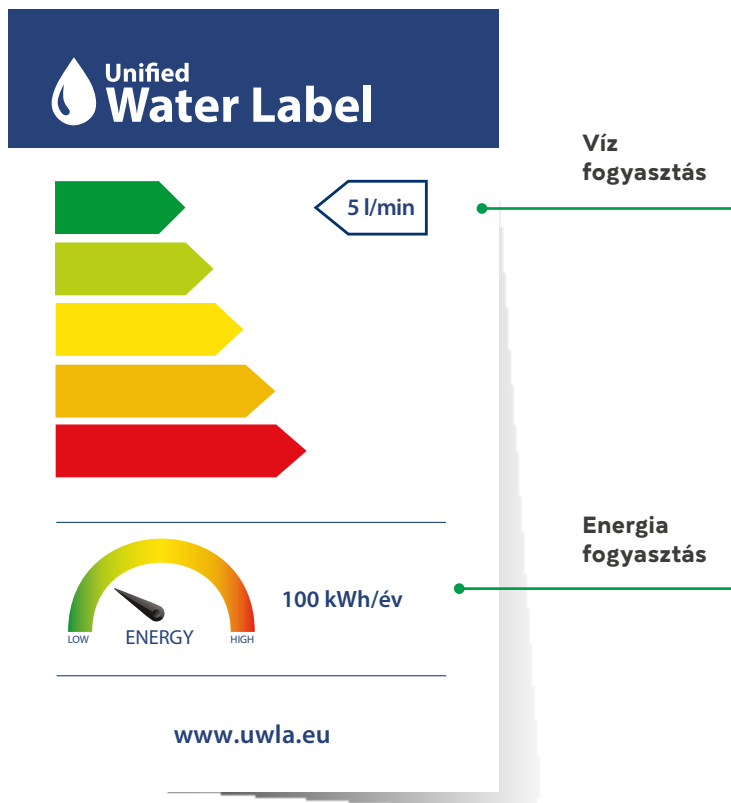 Unified
Water Label
5 l/min
Víz
fogyasztás
LOW
ENERGY
HIGH
100 kWh/év
Energia
fogyasztás
www.uwla.eu